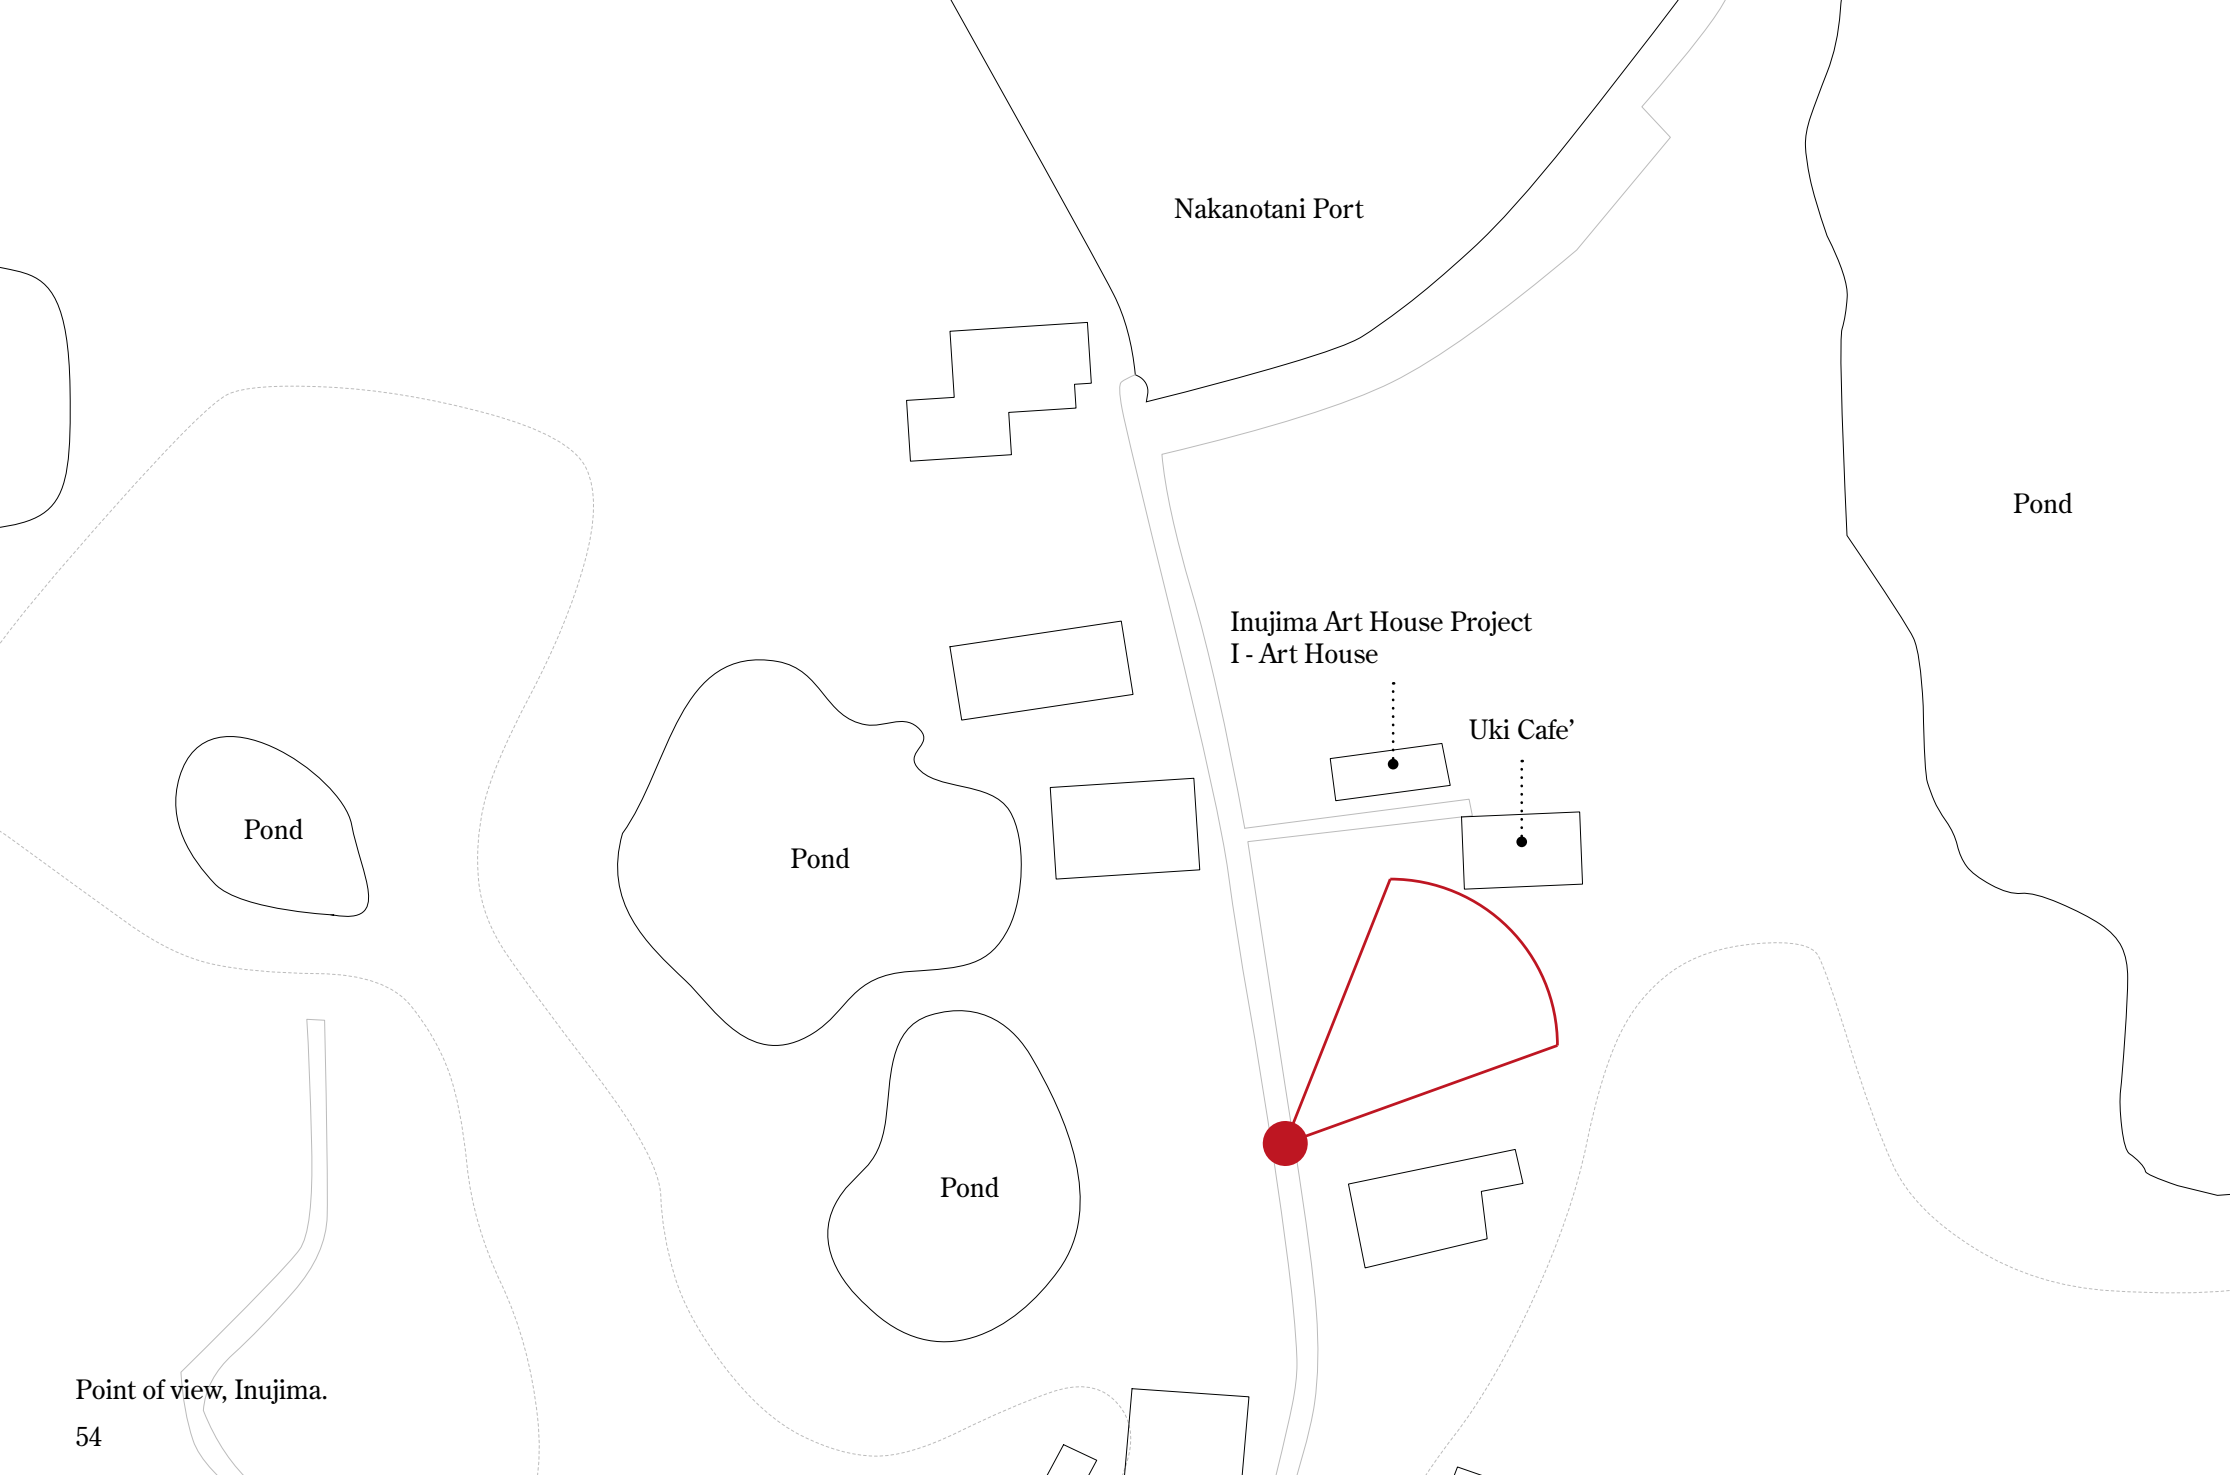 Nakanotani Port
Pond
Inujima Art House Project
I - Art House
Uki Cafe’
Pond
Pond
Pond
Point of view, Inujima.
54